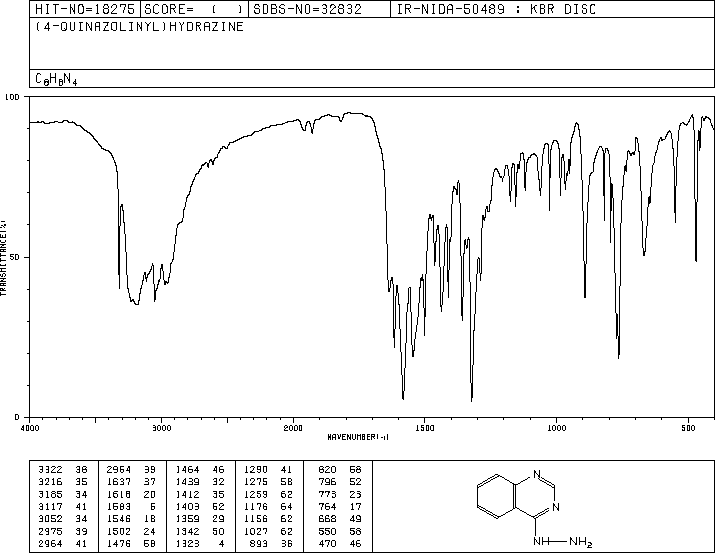 HIT-NO=18275 SCORE= ( ) SDBS-NO=32832 IR-NIDA-50489 : KBR DISC
(4-QUINAZOLINYL)HYDRAZINE
C8H8N4
100
50
0
TRANSMITTANCE(%)
4000 3000 2000 1500 1000 500
WAVENUMBER(-1)
3322 38 2954 39 1464 46 1290 41 820 58
3216 35 1637 37 1439 32 1275 58 796 52
3185 34 1618 20 1412 35 1259 62 773 23
3117 41 1583 5 1403 52 1176 64 764 17
3052 34 1546 18 1359 29 1156 62 668 49
2975 39 1502 24 1342 50 1027 62 550 58
2964 41 1476 58 1323 4 893 36 470 46
N
N
NH NH2